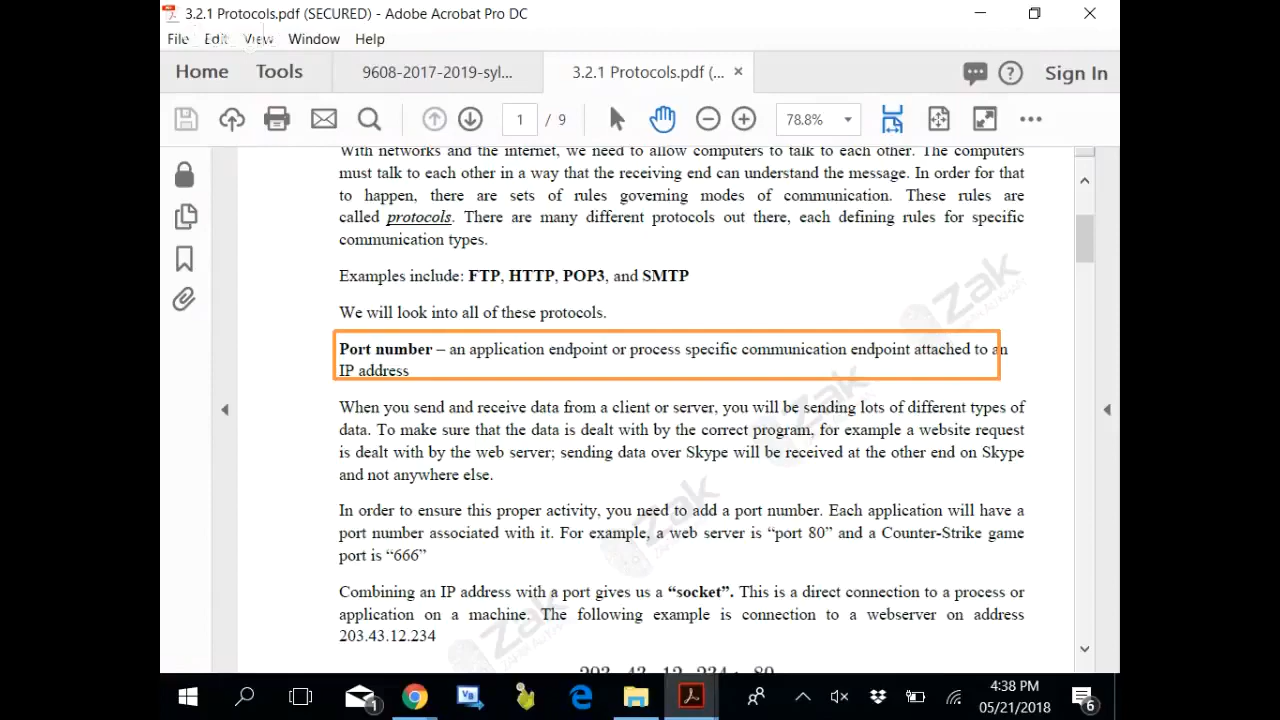 3.2.1 Protocols.pdf (SECURED) - Adobe Acrobat Pro DC
File Edit View Window Help
Home Tools 9608-2017-2019-syl... 3.2.1 Protocols.pdf (... Sign In
1 / 9 78.8%
With networks and the internet, we need to allow computers to talk to each other. The computers
must talk to each other in a way that the receiving end can understand the message. In order for that
to happen, there are sets of rules governing modes of communication. These rules are
called protocols. There are many different protocols out there, each defining rules for specific
communication types.
Examples include: FTP, HTTP, POP3, and SMTP
We will look into all of these protocols.
Port number – an application endpoint or process specific communication endpoint attached to an
IP address
When you send and receive data from a client or server, you will be sending lots of different types of
data. To make sure that the data is dealt with by the correct program, for example a website request
is dealt with by the web server; sending data over Skype will be received at the other end on Skype
and not anywhere else.
In order to ensure this proper activity, you need to add a port number. Each application will have a
port number associated with it. For example, a web server is “port 80” and a Counter-Strike game
port is “666”
Combining an IP address with a port gives us a “socket”. This is a direct connection to a process or
application on a machine. The following example is connection to a webserver on address
203.43.12.234
203 . 43 . 12 . 234 : 80
Zak
Zak
Zak
Zak
1
VB
4:38 PM
05/21/2018
6